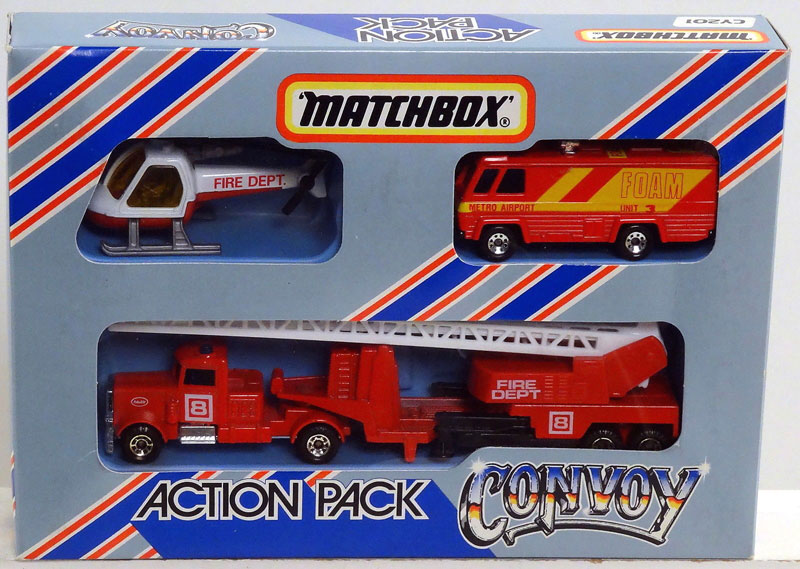 ACTION PACK
CONVOY
MATCHBOX
CY201
'MATCHBOX'®
FIRE DEPT.
FOAM
METRO AIRPORT UNIT 3
FIRE DEPT
8
8
ACTION PACK
CONVOY